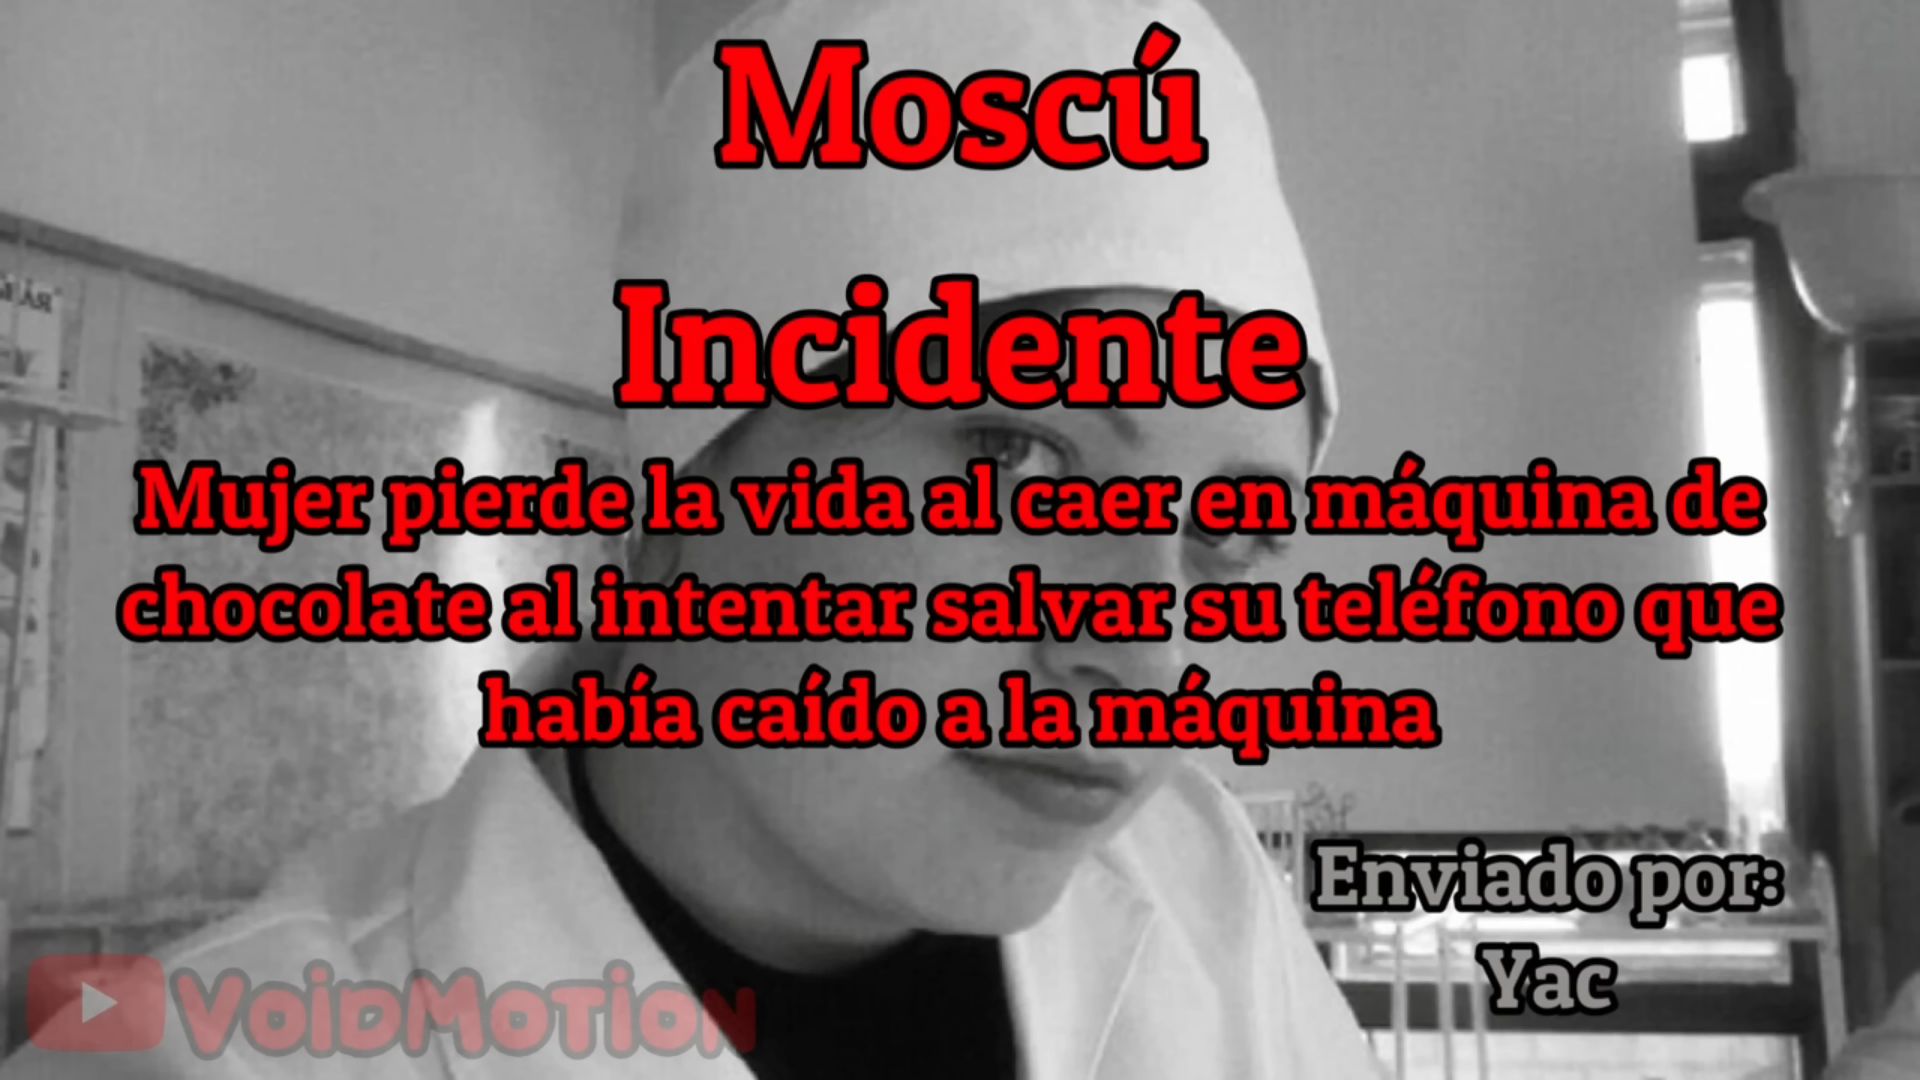 Moscú
Incidente
Mujer pierde la vida al caer en máquina de
chocolate al intentar salvar su teléfono que
había caído a la máquina
Enviado por:
Yac
VoidMotion